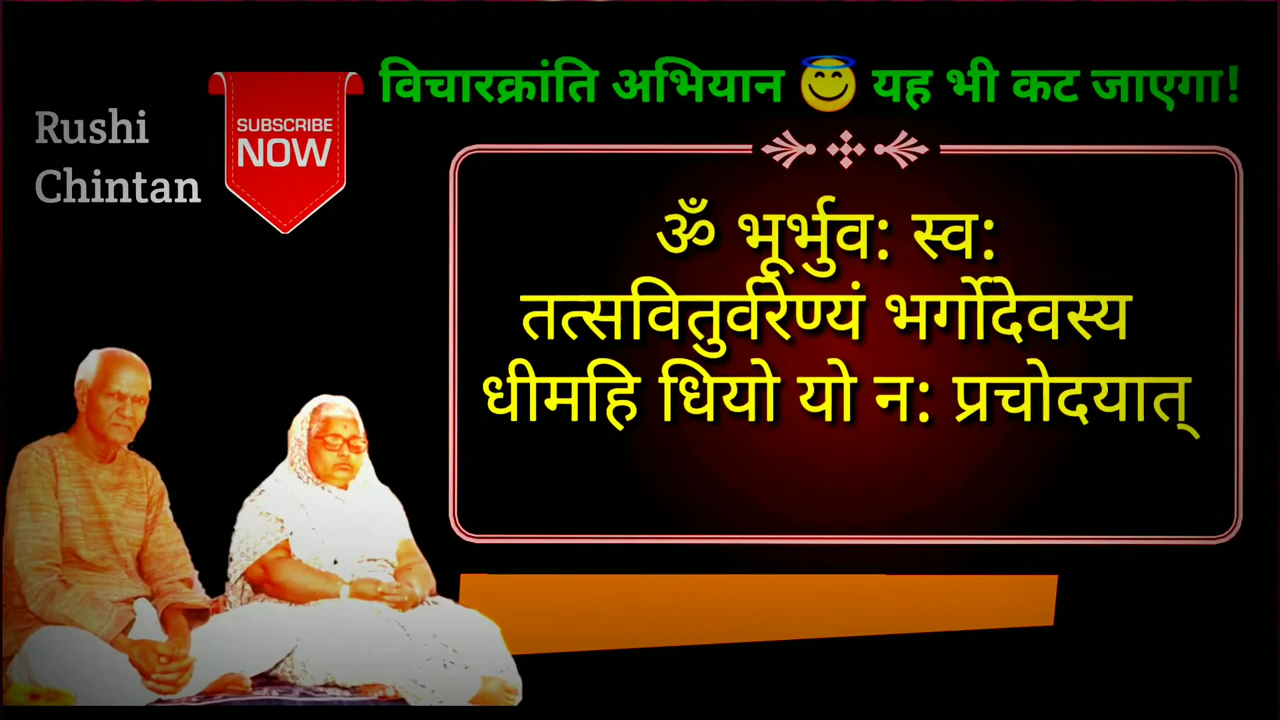 विचारक्रांति अभियान 😇 यह भी कट जाएगा!
Rushi
Chintan
SUBSCRIBE
NOW
ॐ भूर्भुव: स्व:
तत्सवितुर्वरेण्यं भर्गोदेवस्य
धीमहि धियो यो न: प्रचोदयात्